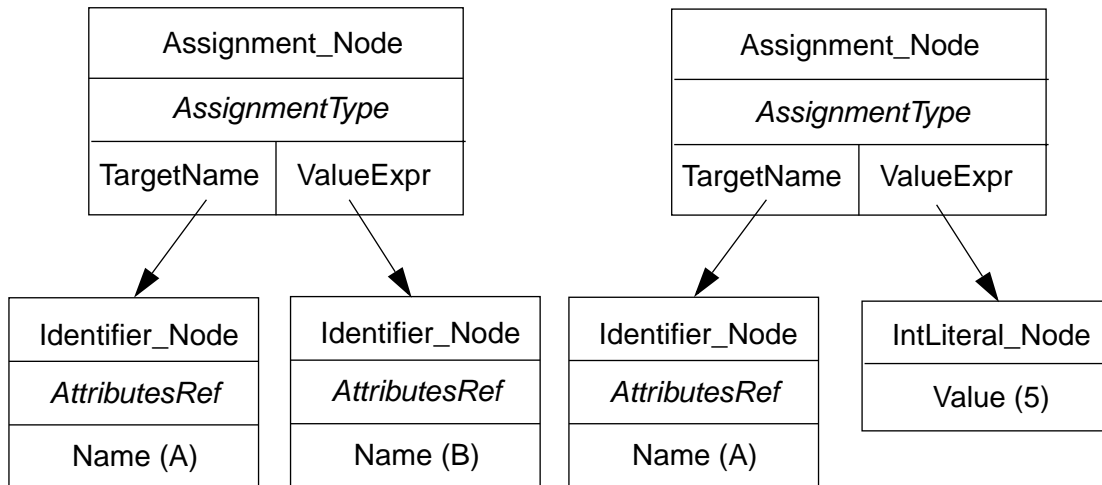 Assignment_Node
AssignmentType
TargetName ValueExpr
Identifier_Node
AttributesRef
Name (A)
Identifier_Node
AttributesRef
Name (B)
Assignment_Node
AssignmentType
TargetName ValueExpr
Identifier_Node
AttributesRef
Name (A)
IntLiteral_Node
Value (5)